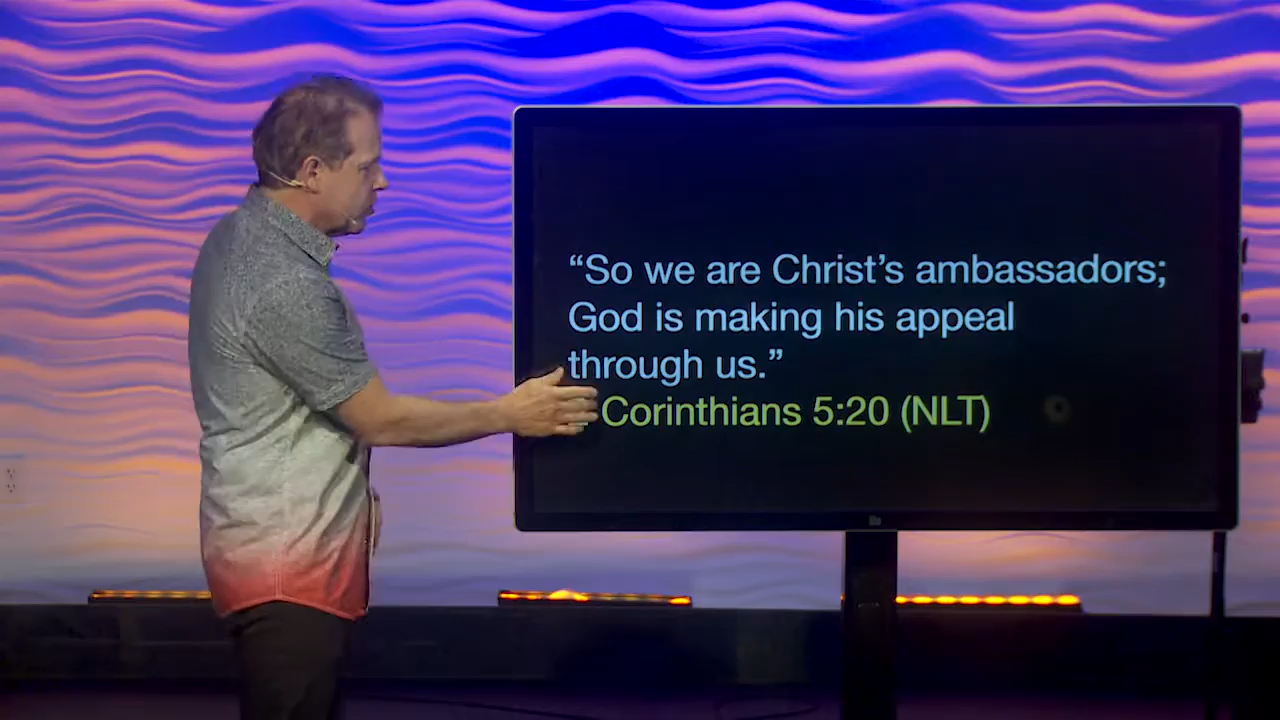 “So we are Christ’s ambassadors;
God is making his appeal
through us.”
Corinthians 5:20 (NLT)